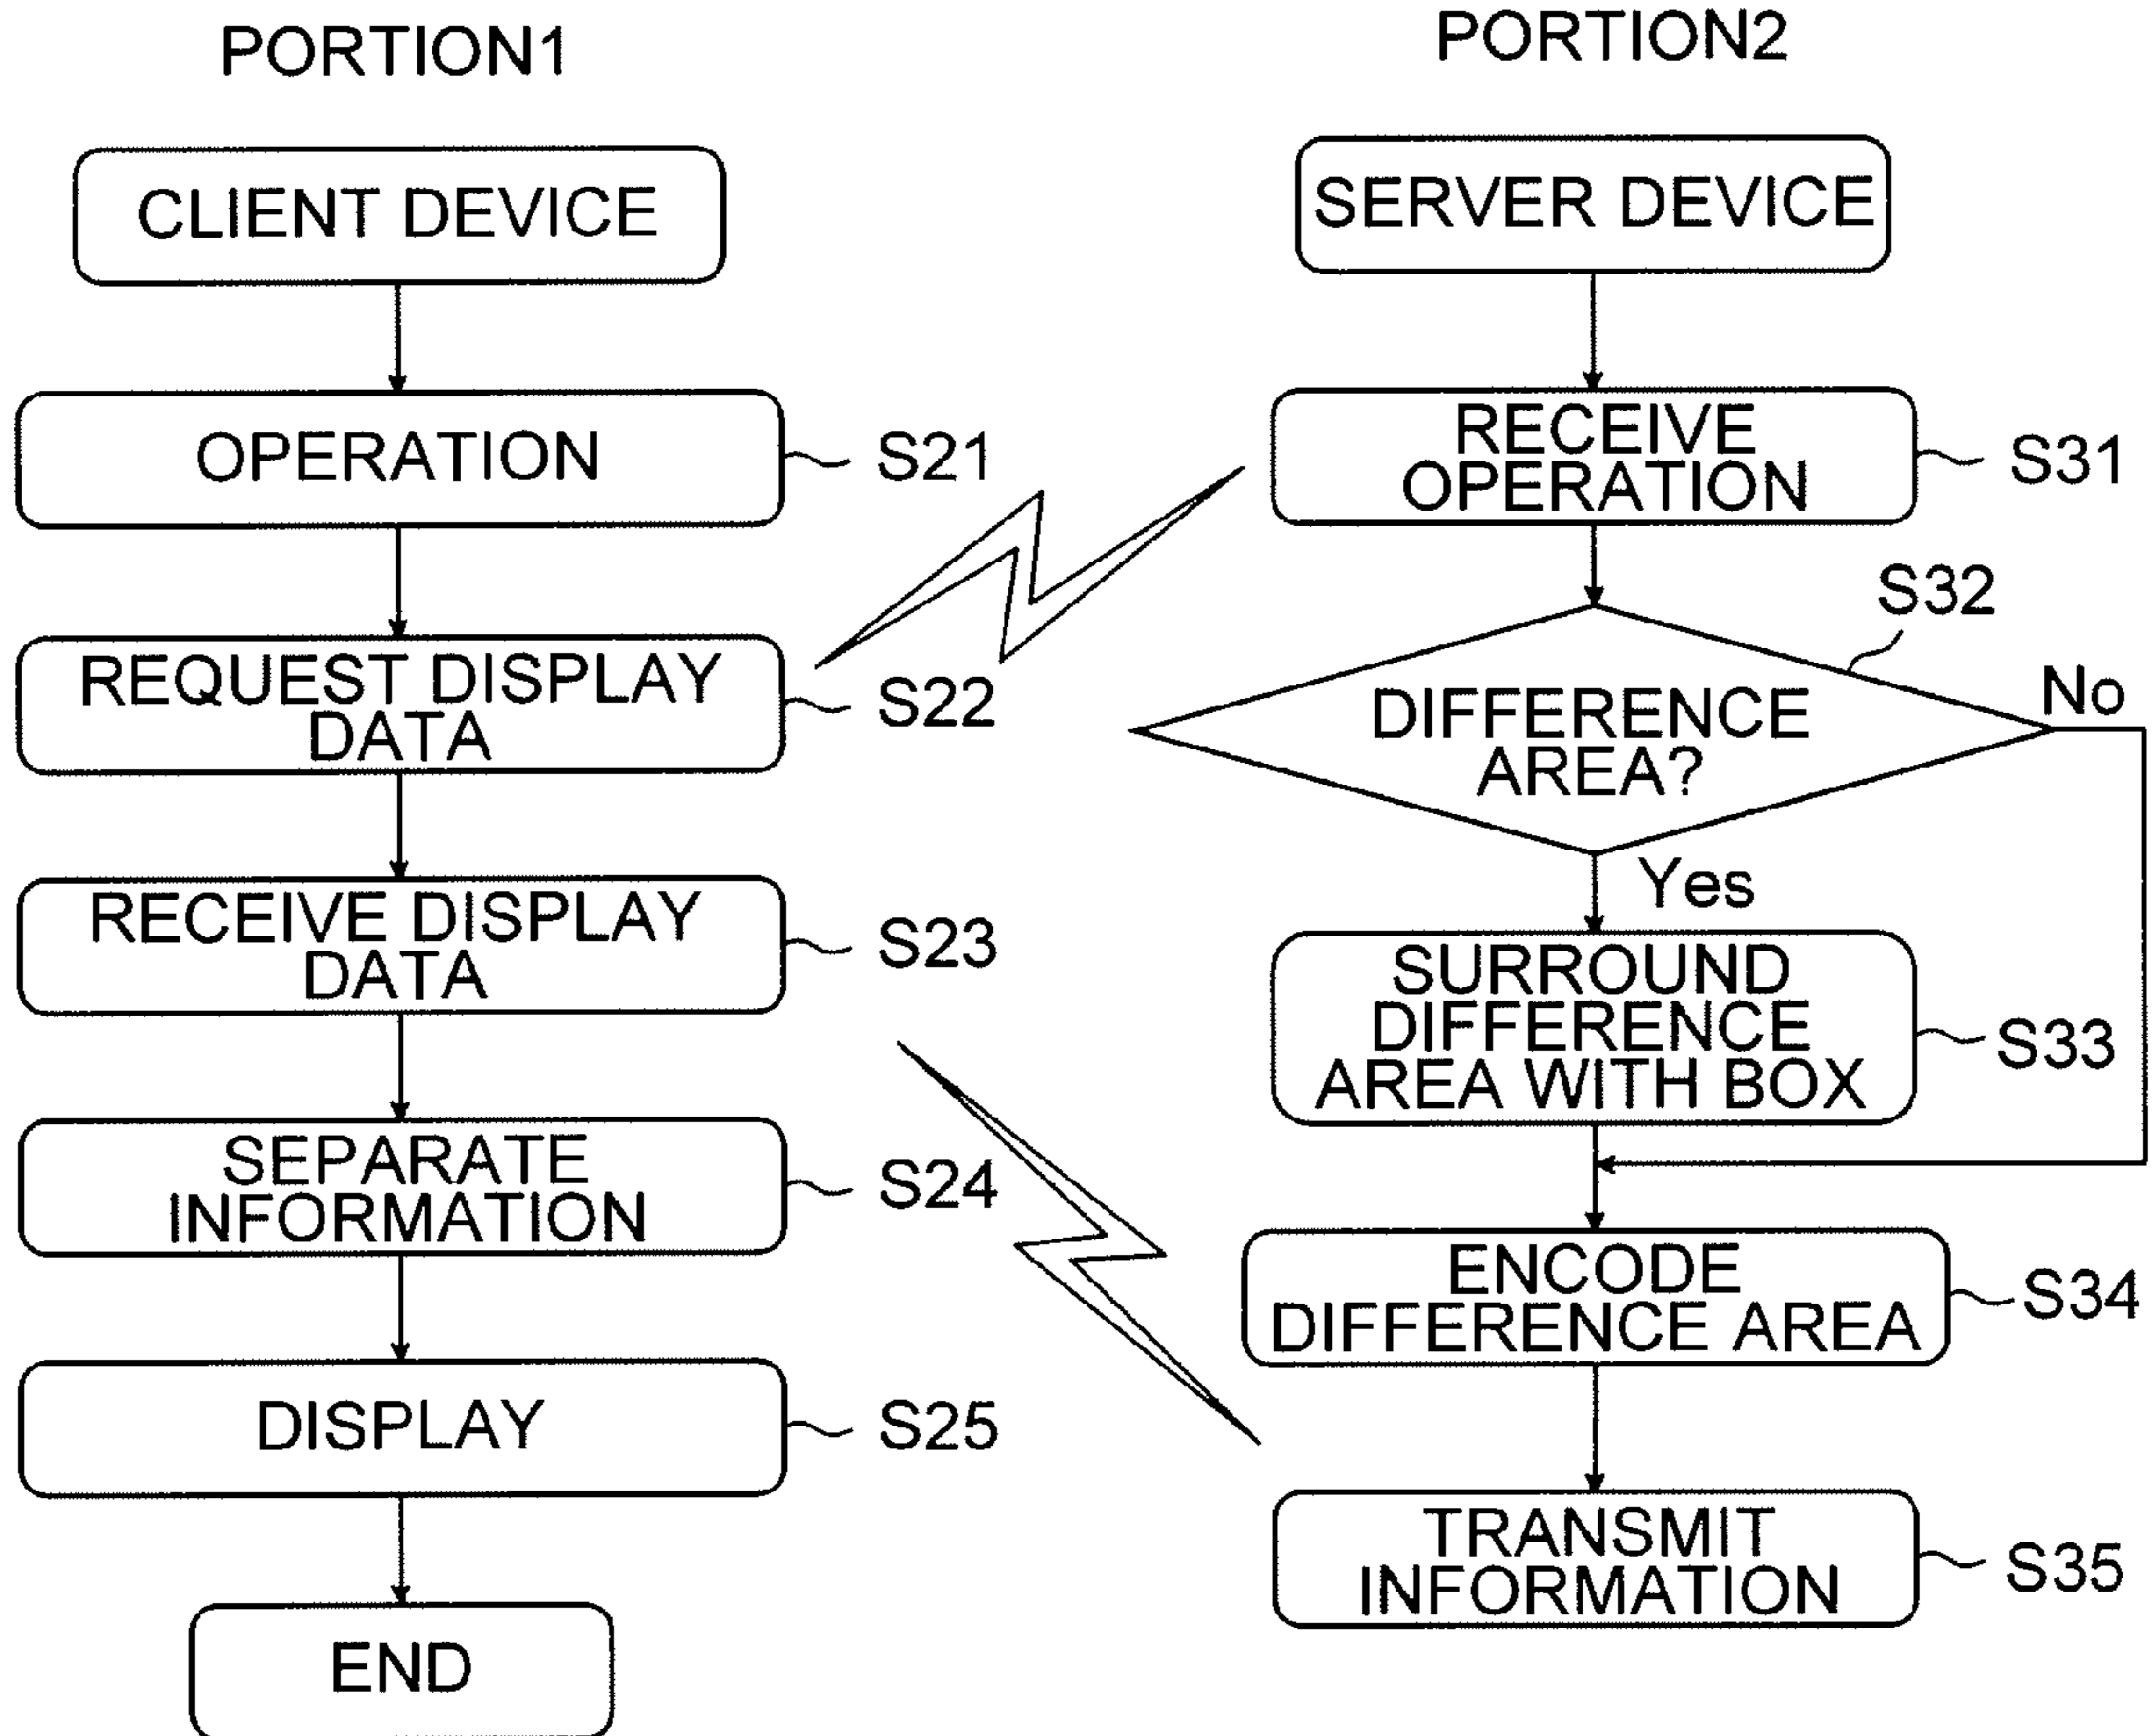 PORTION1
CLIENT DEVICE
OPERATION
S21
REQUEST DISPLAY
DATA
S22
RECEIVE DISPLAY
DATA
S23
SEPARATE
INFORMATION
S24
DISPLAY
S25
END
PORTION2
SERVER DEVICE
RECEIVE
OPERATION
S31
S32
DIFFERENCE
AREA?
No
Yes
SURROUND
DIFFERENCE
AREA WITH BOX
S33
ENCODE
DIFFERENCE AREA
S34
TRANSMIT
INFORMATION
S35